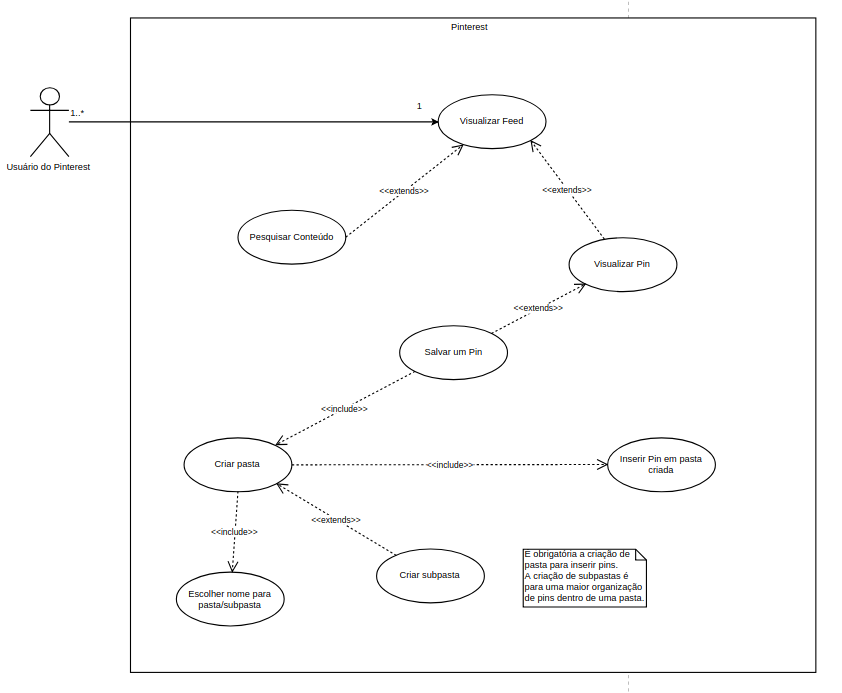 Pinterest
1
1..*
Visualizar Feed
Usuário do Pinterest
<<extends>>
<<extends>>
Pesquisar Conteúdo
Visualizar Pin
<<extends>>
Salvar um Pin
<<include>>
Criar pasta
<<include>>
Inserir Pin em pasta
criada
<<extends>>
<<include>>
Criar subpasta
Escolher nome para
pasta/subpasta
É obrigatória a criação de
pasta para inserir pins.
A criação de subpastas é
para uma maior organização
de pins dentro de uma pasta.